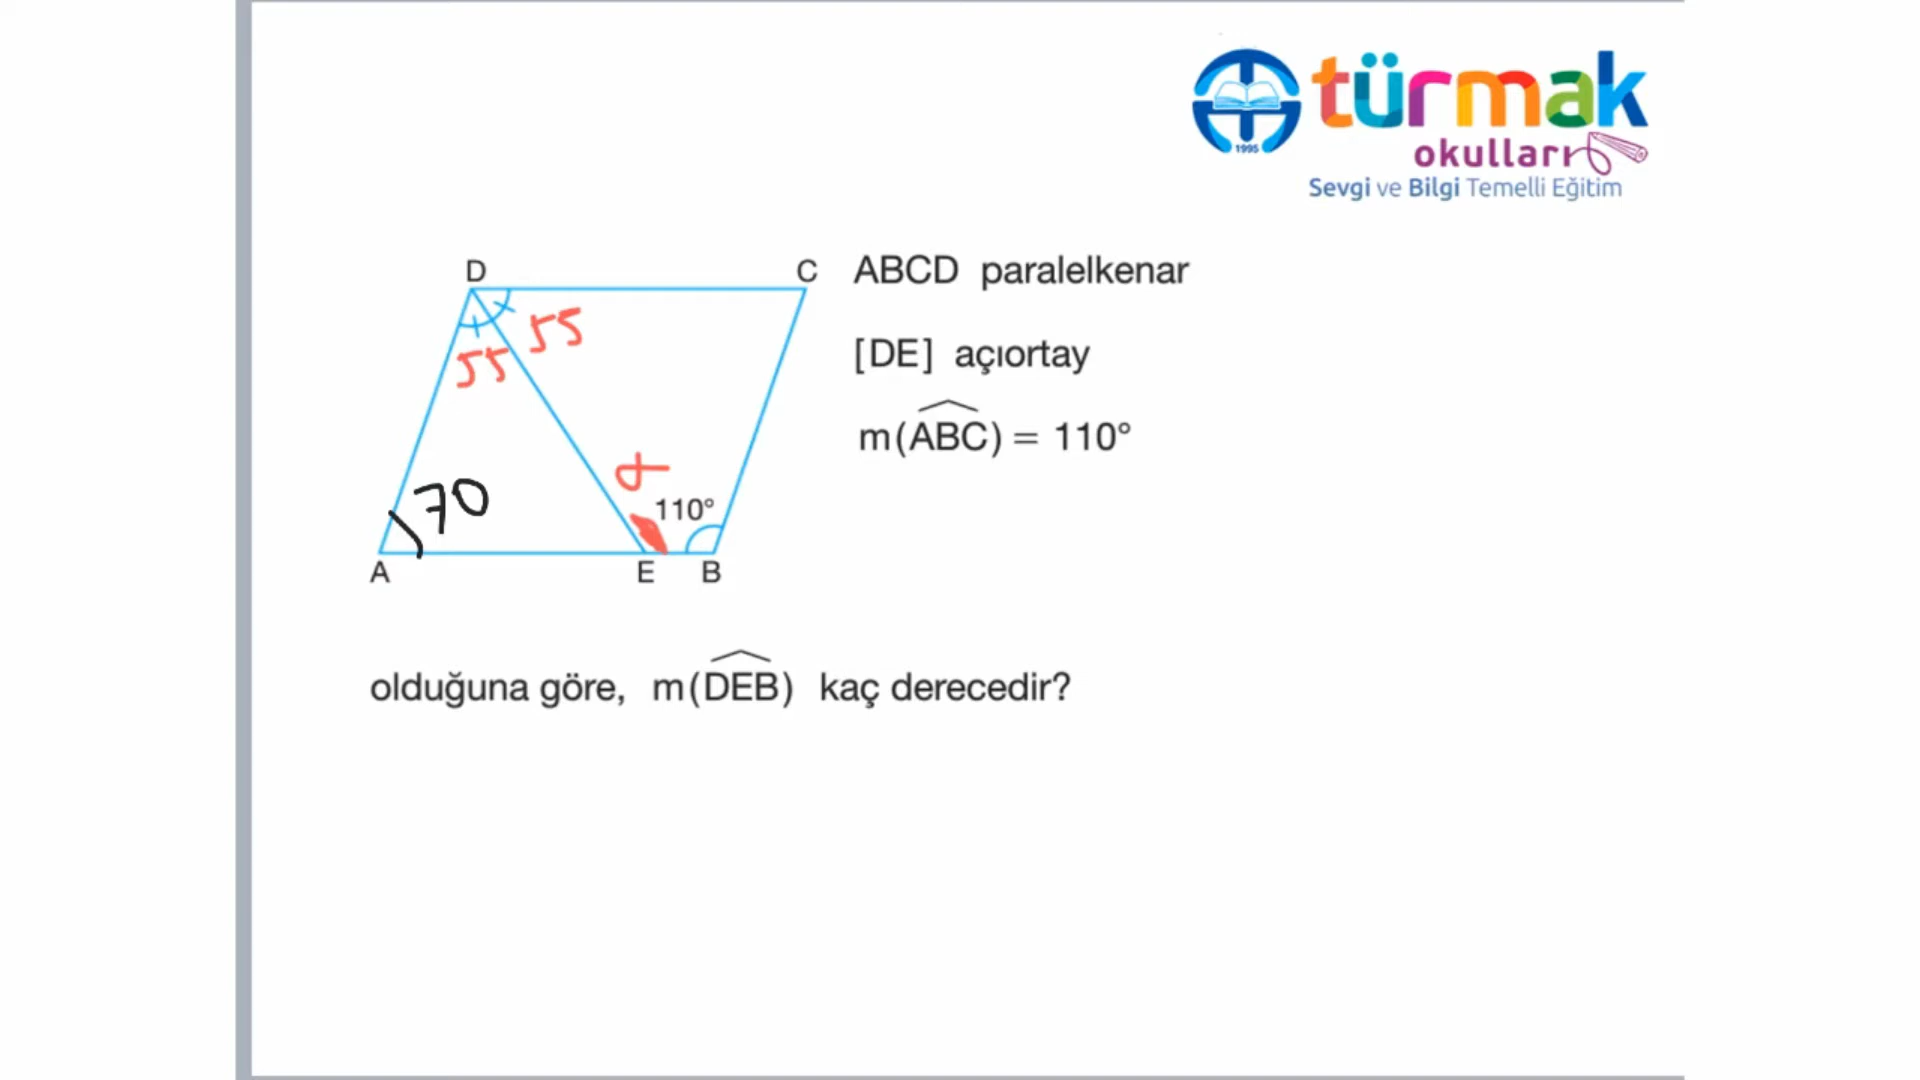 türmak
okulları
1995
Sevgi ve Bilgi Temelli Eğitim
D
C
ABCD paralelkenar
55
55
[DE] açıortay
m(ABC) = 110°
α
70
110°
A
E
B
olduğuna göre, m(DEB) kaç derecedir?